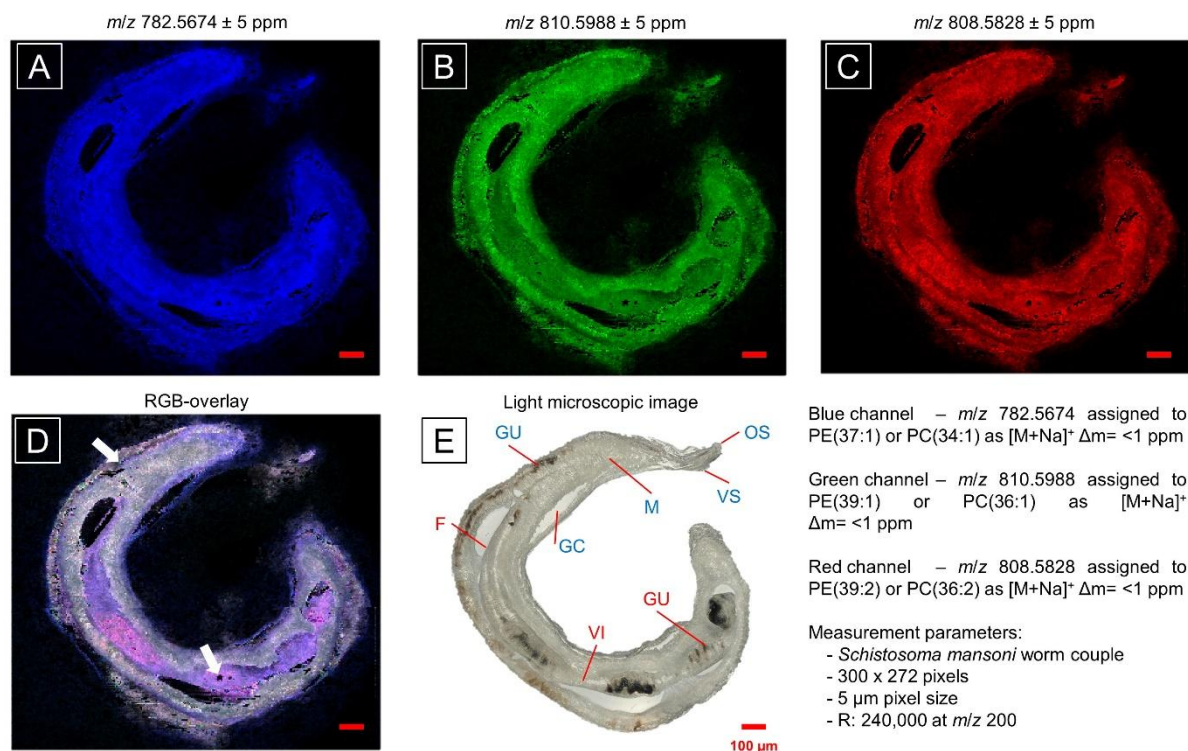 m/z 782.5674 ± 5 ppm
m/z 810.5988 ± 5 ppm
m/z 808.5828 ± 5 ppm
A
B
C
RGB-overlay
Light microscopic image
D
E
GU
OS
VS
M
F
GC
GU
VI
100 µm
Blue channel – m/z 782.5674 assigned to
PE(37:1) or PC(34:1) as [M+Na]⁺ Δm= <1 ppm
Green channel – m/z 810.5988 assigned to
PE(39:1) or PC(36:1) as [M+Na]⁺
Δm= <1 ppm
Red channel – m/z 808.5828 assigned to
PE(39:2) or PC(36:2) as [M+Na]⁺ Δm= <1 ppm
Measurement parameters:
- Schistosoma mansoni worm couple
- 300 x 272 pixels
- 5 µm pixel size
- R: 240,000 at m/z 200